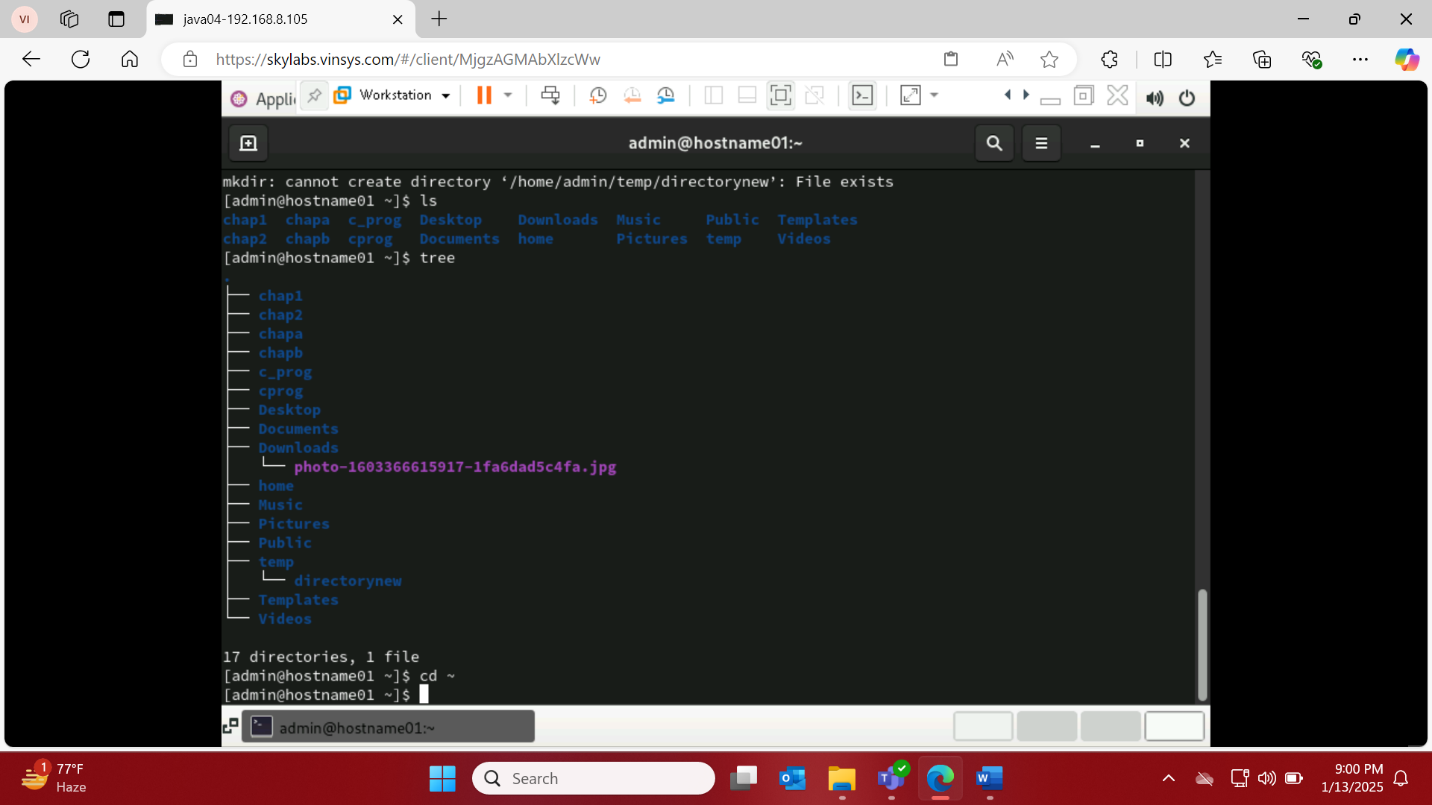 VI
java04-192.168.8.105
https://skylabs.vinsys.com/#/client/MjgzAGMAbXlzcWw
Appli
Workstation
admin@hostname01:~
mkdir: cannot create directory ‘/home/admin/temp/directorynew’: File exists
[admin@hostname01 ~]$ ls
chap1 chapa c_prog Desktop Downloads Music Public Templates
chap2 chapb cprog Documents home Pictures temp Videos
[admin@hostname01 ~]$ tree
.
├── chap1
├── chap2
├── chapa
├── chapb
├── c_prog
├── cprog
├── Desktop
├── Documents
├── Downloads
│   └── photo-1603366615917-1fa6dad5c4fa.jpg
├── home
├── Music
├── Pictures
├── Public
├── temp
│   └── directorynew
├── Templates
└── Videos
17 directories, 1 file
[admin@hostname01 ~]$ cd ~
[admin@hostname01 ~]$
admin@hostname01:~
1
77°F
Haze
Search
9:00 PM
1/13/2025